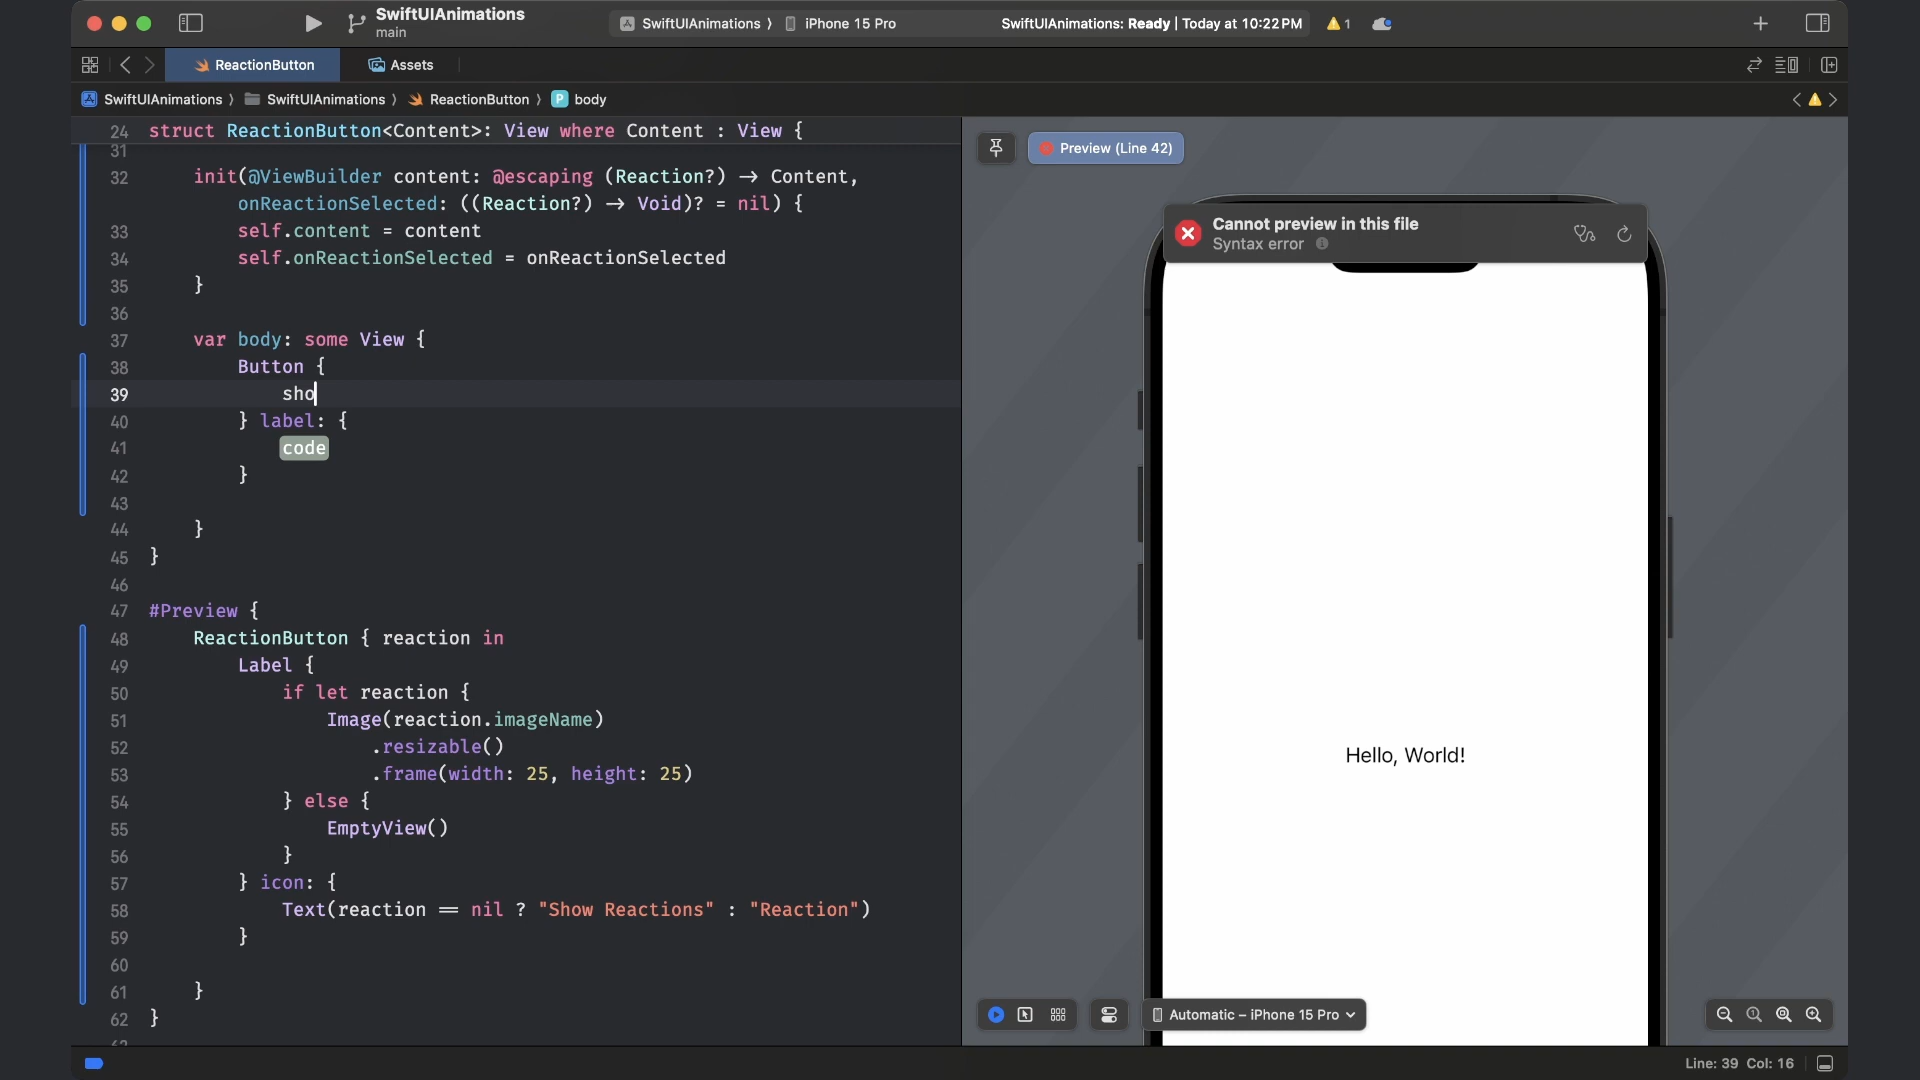 SwiftUIAnimations
main
SwiftUIAnimations 〉 iPhone 15 Pro
SwiftUIAnimations: Ready | Today at 10:22 PM
1
ReactionButton
Assets
SwiftUIAnimations 〉 SwiftUIAnimations 〉 ReactionButton 〉 P body
24 struct ReactionButton<Content>: View where Content : View {
31
32 init(@ViewBuilder content: @escaping (Reaction?) → Content,
onReactionSelected: ((Reaction?) → Void)? = nil) {
33 self.content = content
34 self.onReactionSelected = onReactionSelected
35 }
36
37 var body: some View {
38 Button {
39 sho
40 } label: {
41 code
42 }
43
44 }
45 }
46
47 #Preview {
48 ReactionButton { reaction in
49 Label {
50 if let reaction {
51 Image(reaction.imageName)
52 .resizable()
53 .frame(width: 25, height: 25)
54 } else {
55 EmptyView()
56 }
57 } icon: {
58 Text(reaction == nil ? "Show Reactions" : "Reaction")
59 }
60
61 }
62 }
Preview (Line 42)
Cannot preview in this file
Syntax error
Hello, World!
Automatic – iPhone 15 Pro
Line: 39 Col: 16